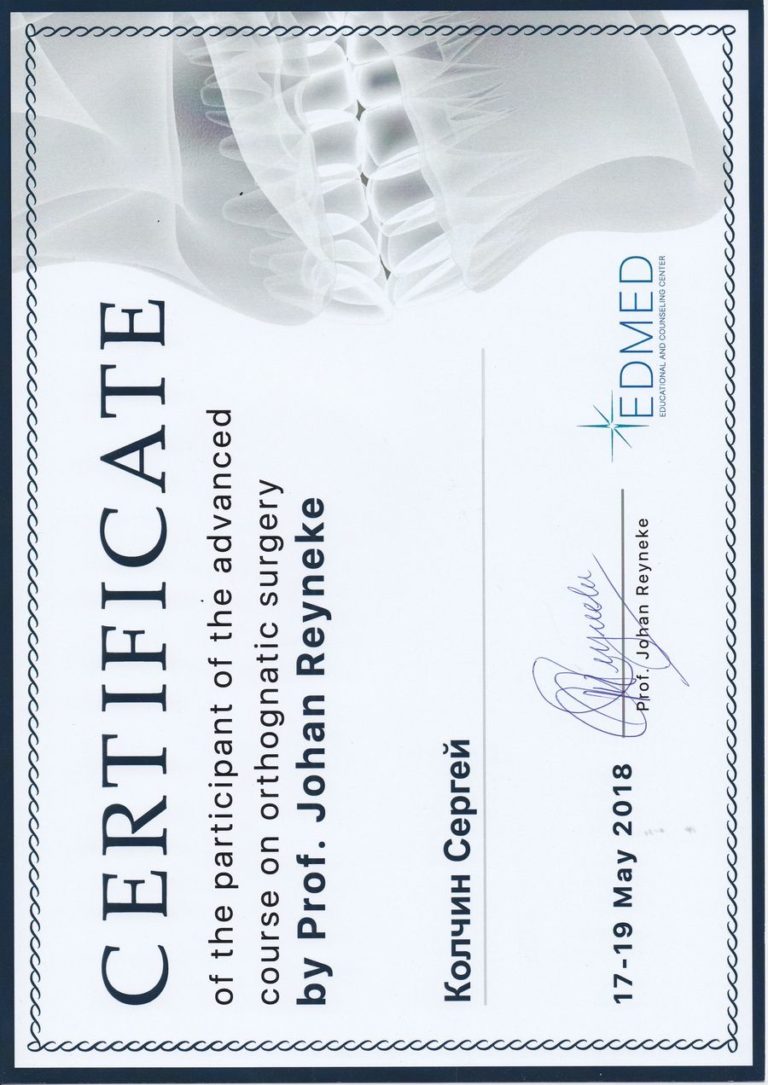 CERTIFICATE
of the participant of the advanced
course on orthognatic surgery
by Prof. Johan Reyneke
Колчин Сергей
17-19 May 2018
Prof. Johan Reyneke
EDMED
EDUCATIONAL AND COUNSELING CENTER